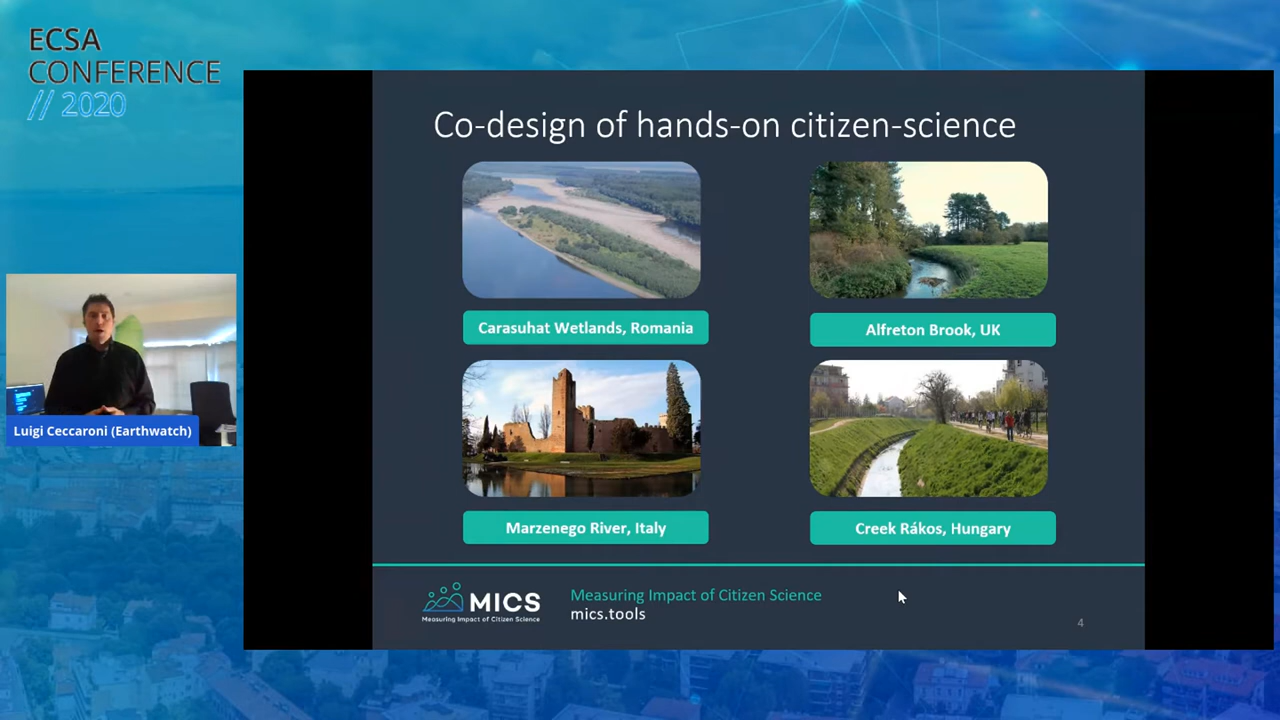 ECSA
CONFERENCE
// 2020
Co-design of hands-on citizen-science
Carasuhat Wetlands, Romania
Alfreton Brook, UK
Marzenego River, Italy
Creek Rákos, Hungary
Luigi Ceccaroni (Earthwatch)
MICS
Measuring Impact of Citizen Science
Measuring Impact of Citizen Science
mics.tools
4